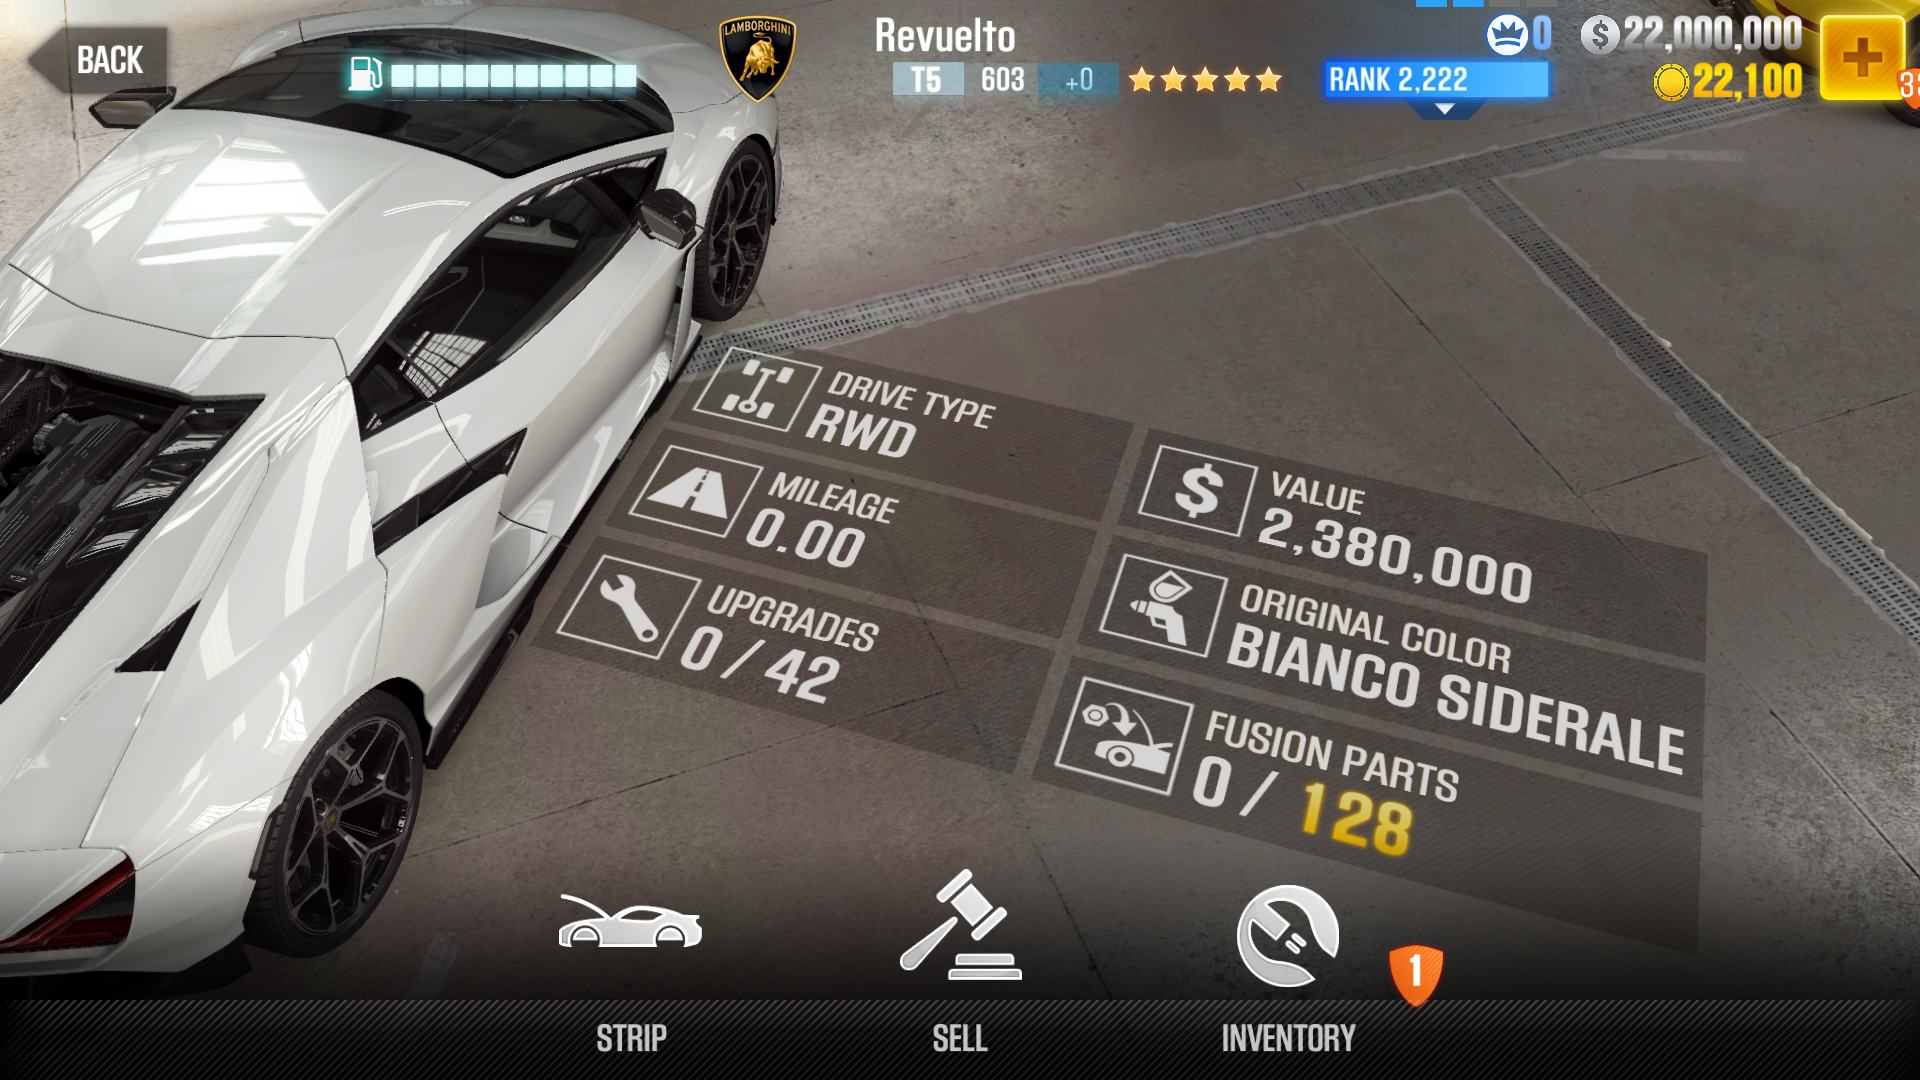 BACK
LAMBORGHINI
Revuelto
T5 603 +0
RANK 2,222
0
22,000,000
22,100
DRIVE TYPE
RWD
MILEAGE
0.00
UPGRADES
0 / 42
VALUE
2,380,000
ORIGINAL COLOR
BIANCO SIDERALE
FUSION PARTS
0 / 128
1
STRIP
SELL
INVENTORY